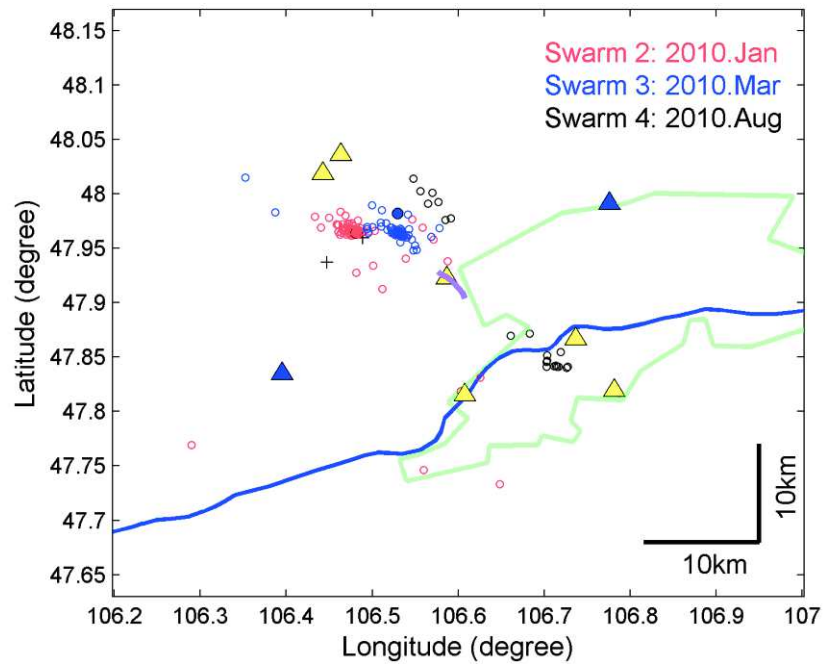 48.15
48.1
48.05
48
47.95
47.9
47.85
47.8
47.75
47.7
47.65
Latitude (degree)
Swarm 2: 2010.Jan
Swarm 3: 2010.Mar
Swarm 4: 2010.Aug
10km
10km
106.2 106.3 106.4 106.5 106.6 106.7 106.8 106.9 107
Longitude (degree)